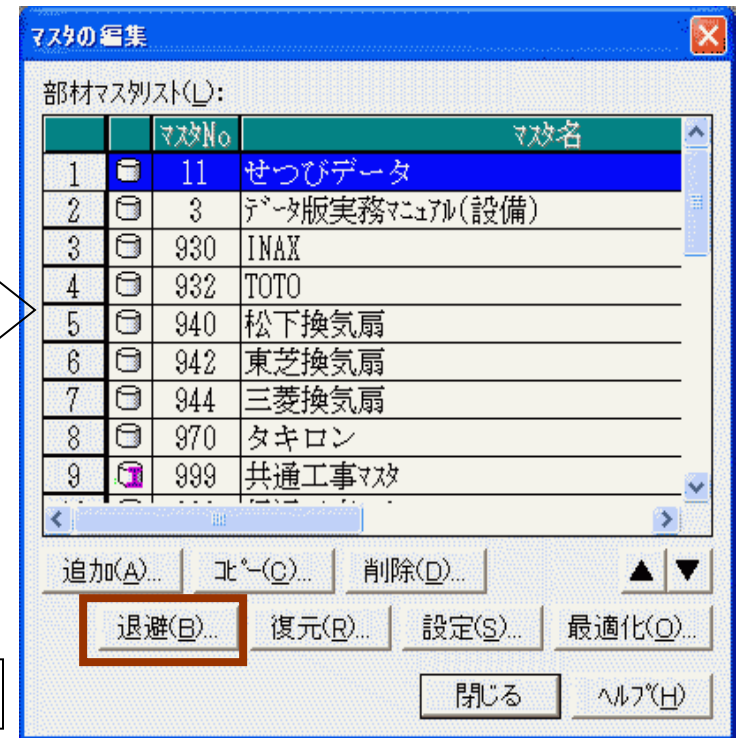 ﾏｽﾀの編集
部材ﾏｽﾀﾘｽﾄ(L):
ﾏｽﾀNo ﾏｽﾀ名
1 11 せつびデータ
2 3 ﾃﾞｰﾀ版実務ﾏﾆｭｱﾙ(設備)
3 930 INAX
4 932 TOTO
5 940 松下換気扇
6 942 東芝換気扇
7 944 三菱換気扇
8 970 タキロン
9 999 共通工事ﾏｽﾀ
追加(A)... ｺﾋﾟｰ(C)... 削除(D)... ▲ ▼
退避(B)... 復元(R)... 設定(S)... 最適化(O)...
閉じる ﾍﾙﾌﾟ(H)